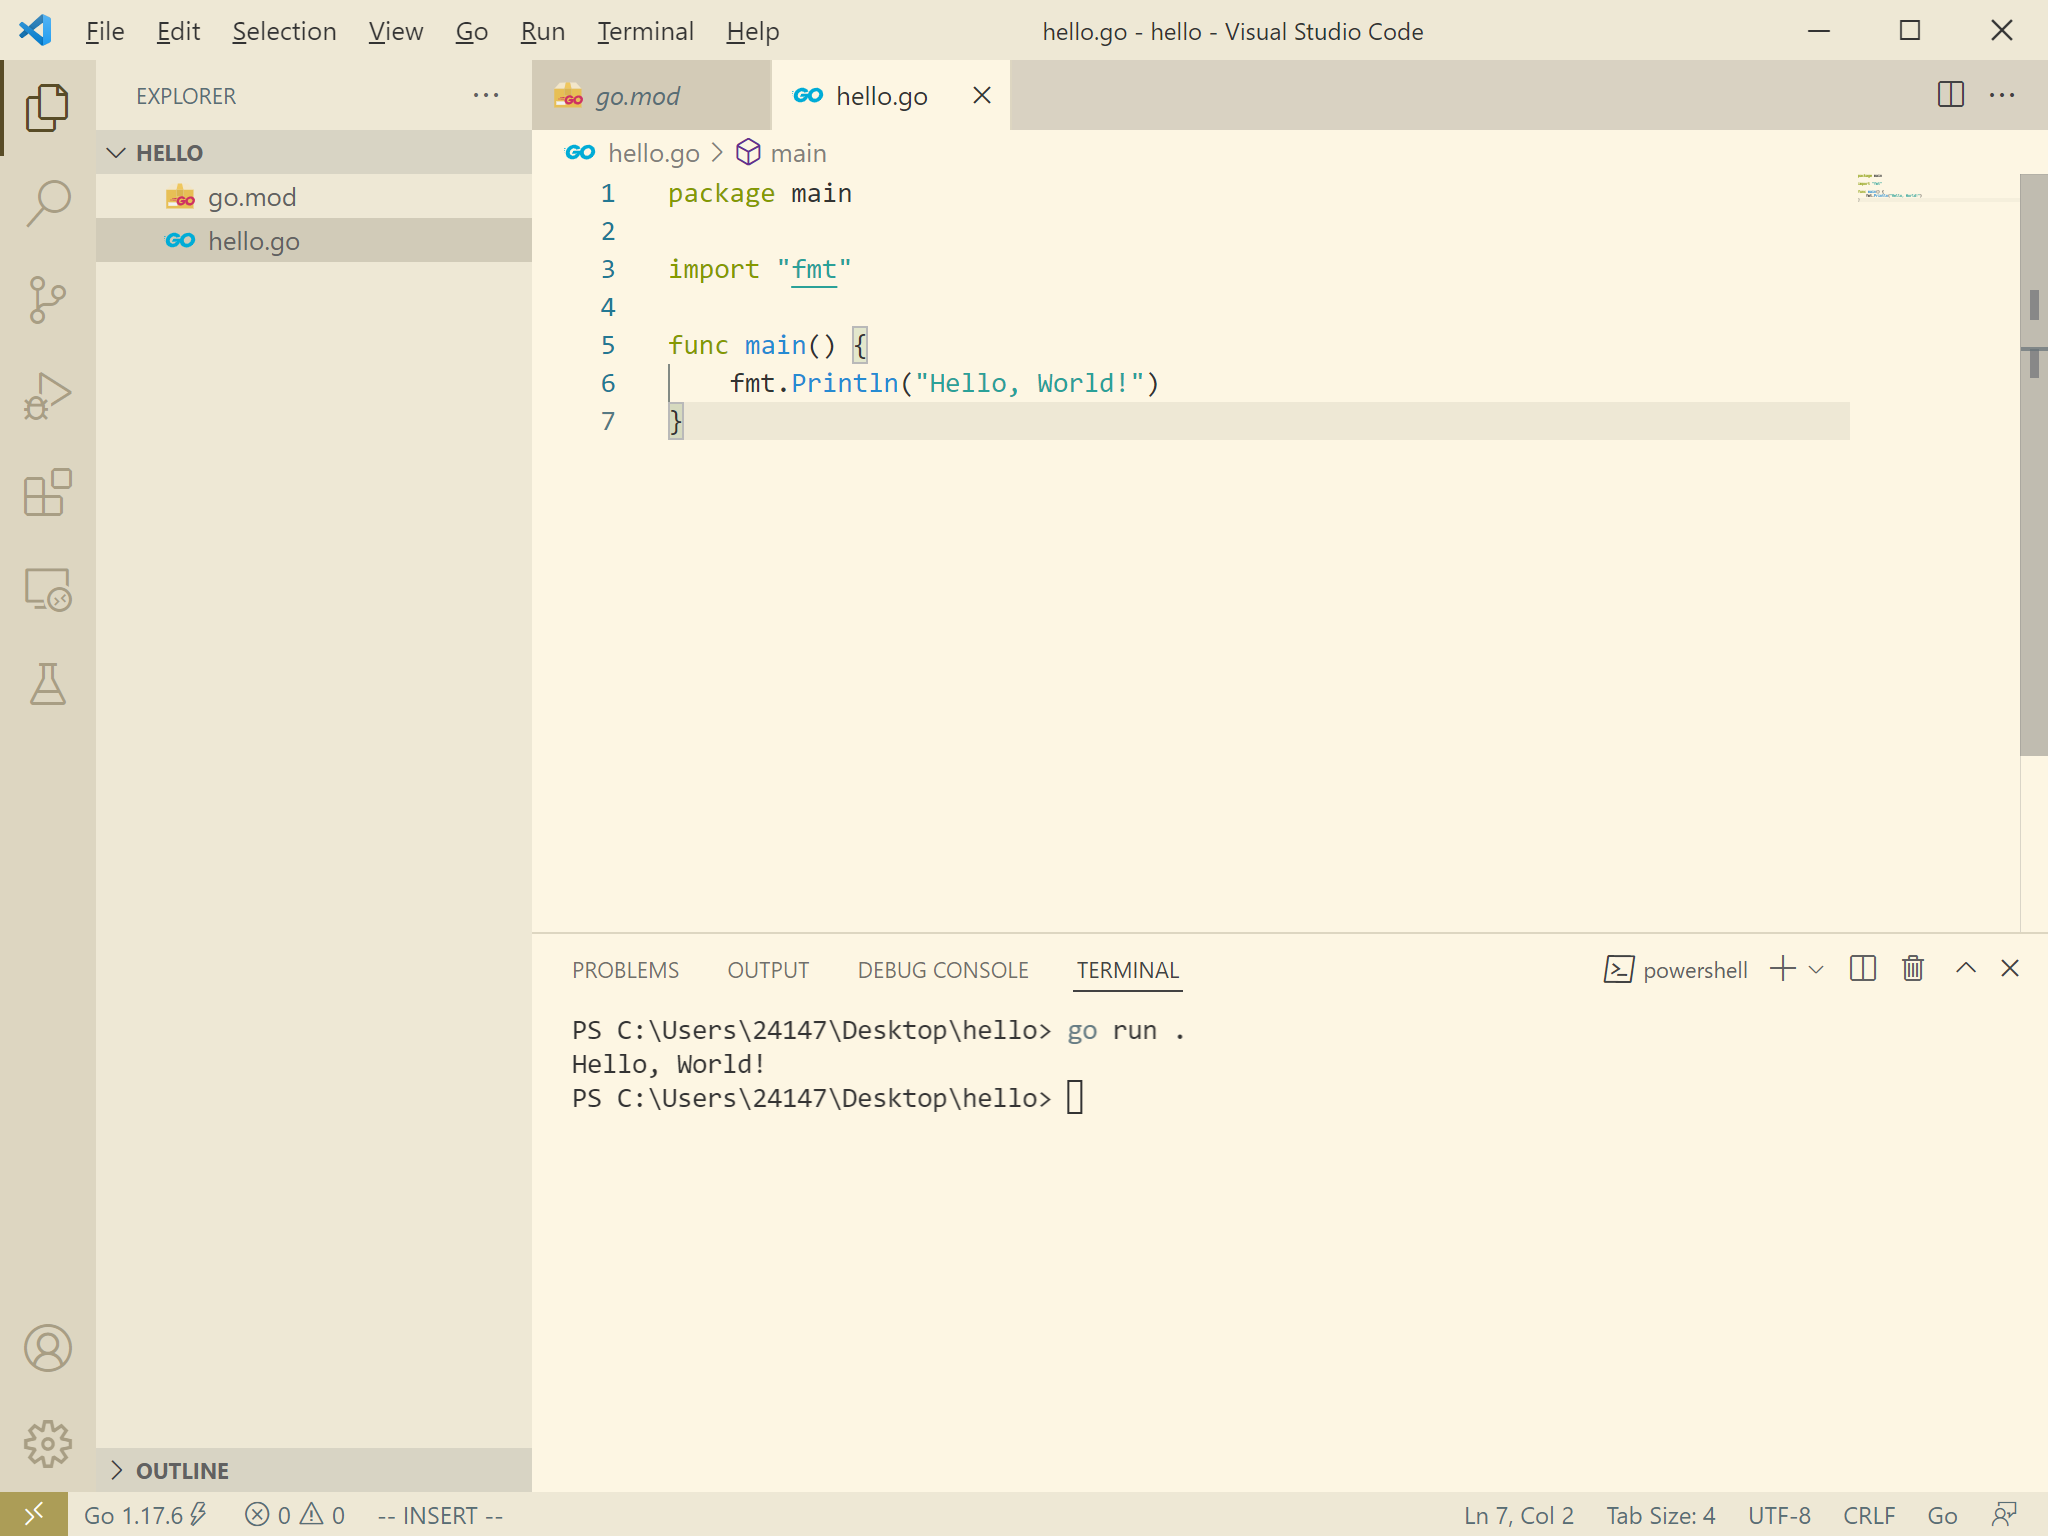 File Edit Selection View Go Run Terminal Help
hello.go - hello - Visual Studio Code
EXPLORER
HELLO
go.mod
hello.go
OUTLINE
go.mod
hello.go
hello.go > main
1 package main
2
3 import "fmt"
4
5 func main() {
6 fmt.Println("Hello, World!")
7 }
PROBLEMS OUTPUT DEBUG CONSOLE TERMINAL
powershell
PS C:\Users\24147\Desktop\hello> go run .
Hello, World!
PS C:\Users\24147\Desktop\hello>
Go 1.17.6 0 0 -- INSERT --
Ln 7, Col 2 Tab Size: 4 UTF-8 CRLF Go